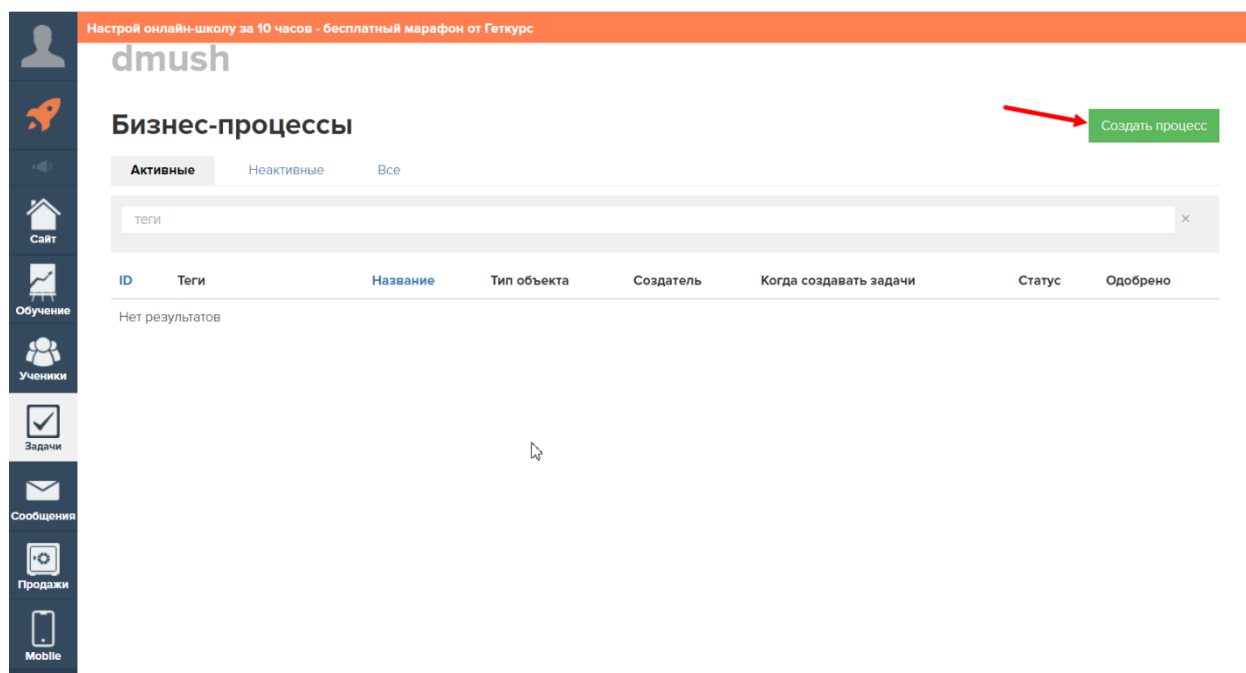 Настрой онлайн-школу за 10 часов - бесплатный марафон от Геткурс
dmush
Бизнес-процессы
Создать процесс
Активные Неактивные Все
теги ×
ID Теги Название Тип объекта Создатель Когда создавать задачи Статус Одобрено
Нет результатов
Сайт
Обучение
Ученики
Задачи
Сообщения
Продажи
Mobile